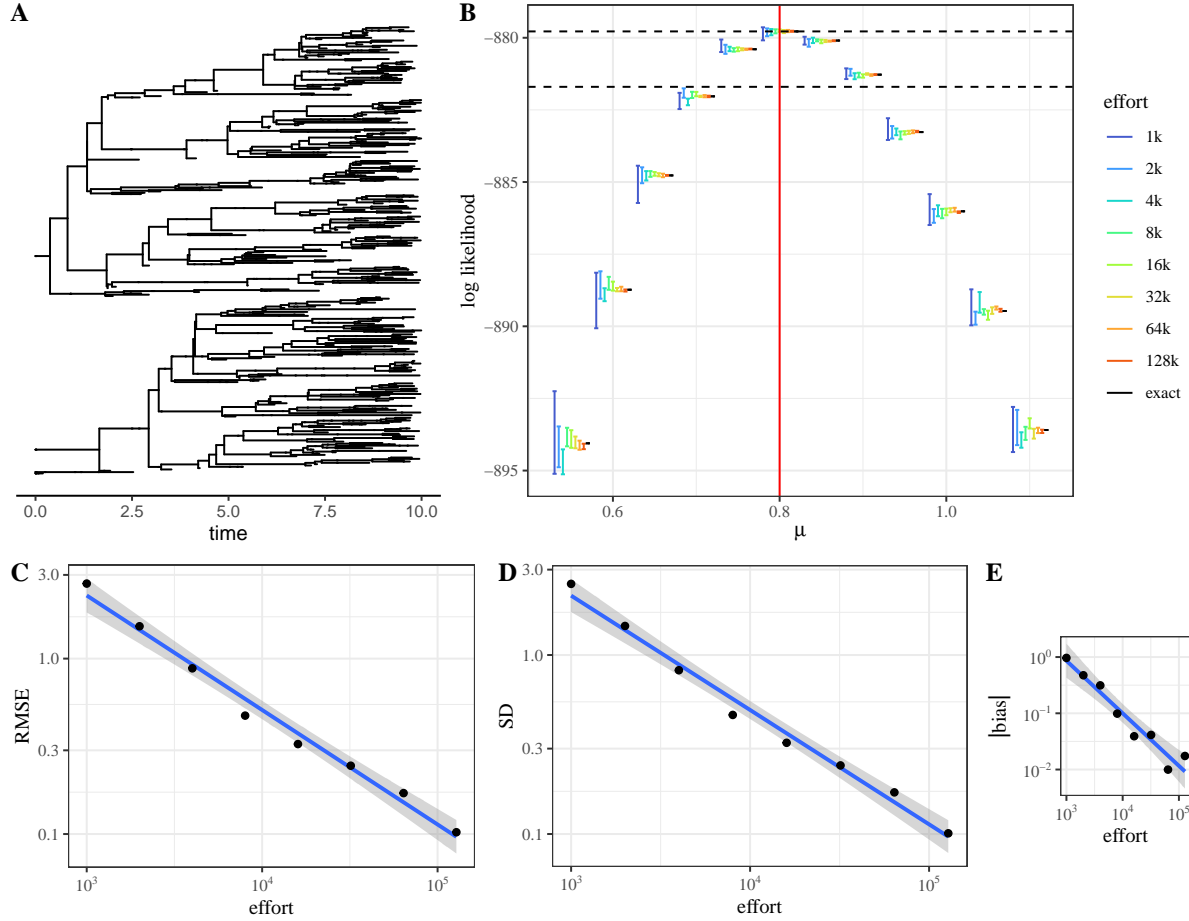 A
0.0 2.5 5.0 7.5 10.0
time
B
log likelihood
−880
−885
−890
−895
0.6 0.8 1.0
μ
effort
1k
2k
4k
8k
16k
32k
64k
128k
exact
C
RMSE
3.0
1.0
0.3
0.1
10³ 10⁴ 10⁵
effort
D
SD
3.0
1.0
0.3
0.1
10³ 10⁴ 10⁵
effort
E
|bias|
10⁰
10⁻¹
10⁻²
10³ 10⁴ 10⁵
effort